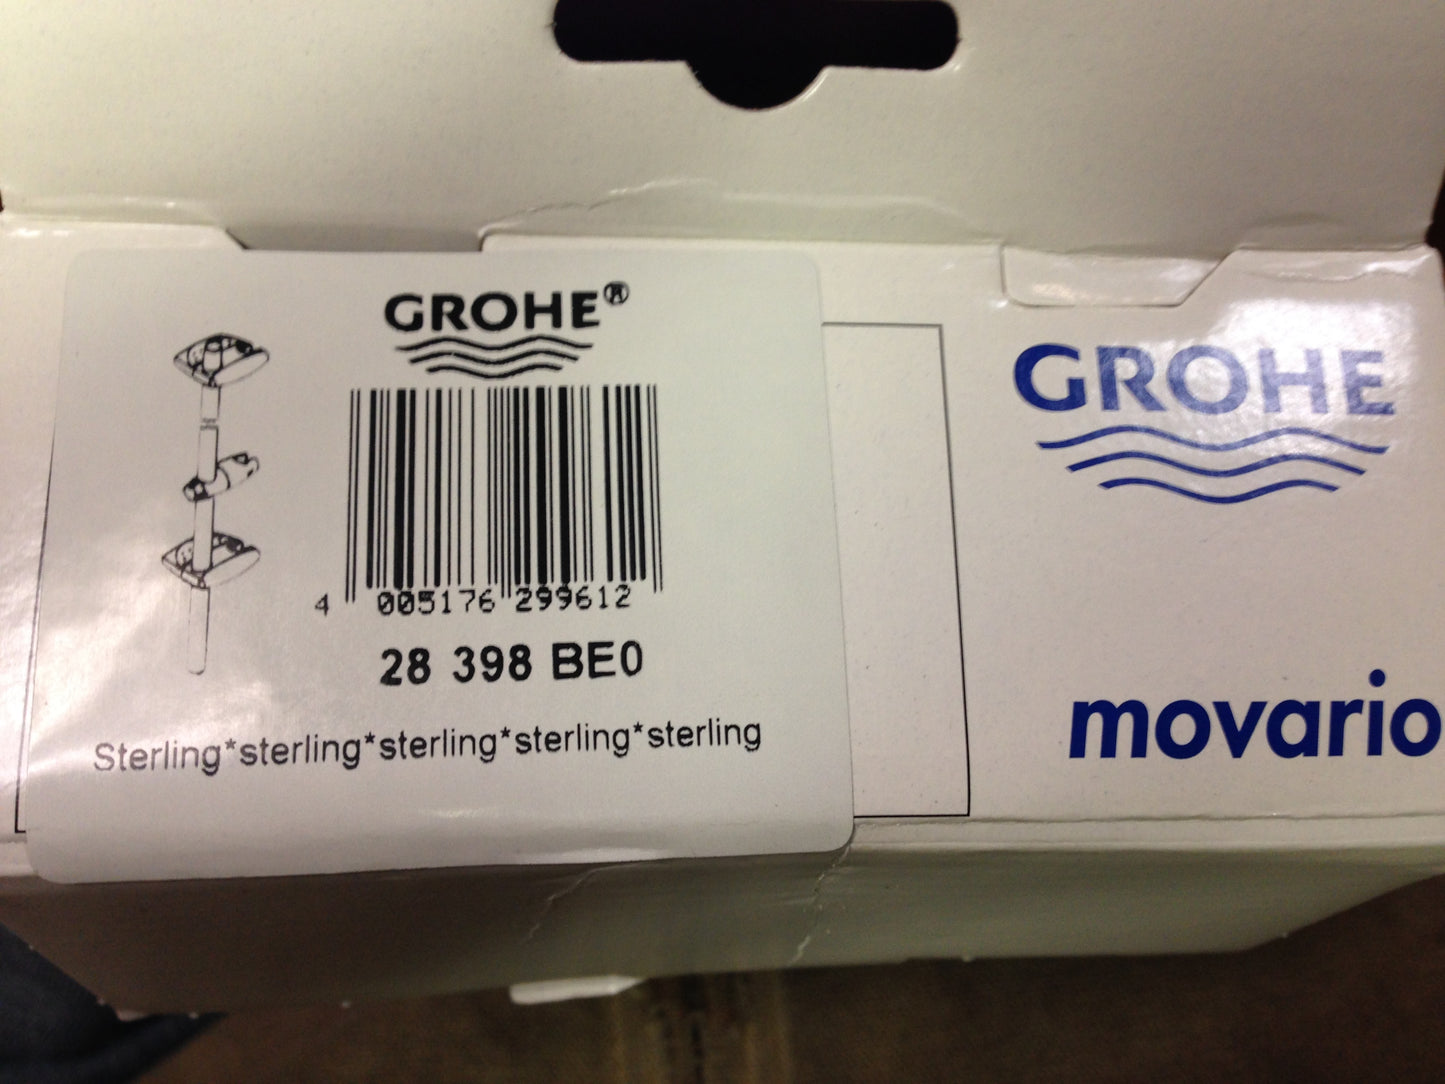 GROHE®
4 005176 299612
28 398 BE0
Sterling*sterling*sterling*sterling*sterling
GROHE
movario